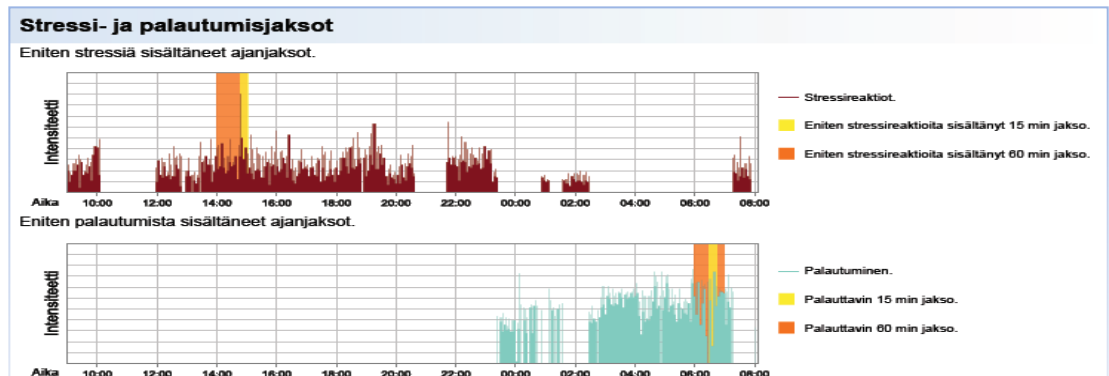 Stressi- ja palautumisjaksot
Eniten stressiä sisältäneet ajanjaksot.
Intensiteetti
Stressireaktiot.
Eniten stressireaktioita sisältänyt 15 min jakso.
Eniten stressireaktioita sisältänyt 60 min jakso.
Aika 10:00 12:00 14:00 16:00 18:00 20:00 22:00 00:00 02:00 04:00 06:00 08:00
Eniten palautumista sisältäneet ajanjaksot.
Intensiteetti
Palautuminen.
Palauttavin 15 min jakso.
Palauttavin 60 min jakso.
Aika 10:00 12:00 14:00 16:00 18:00 20:00 22:00 00:00 02:00 04:00 06:00 08:00